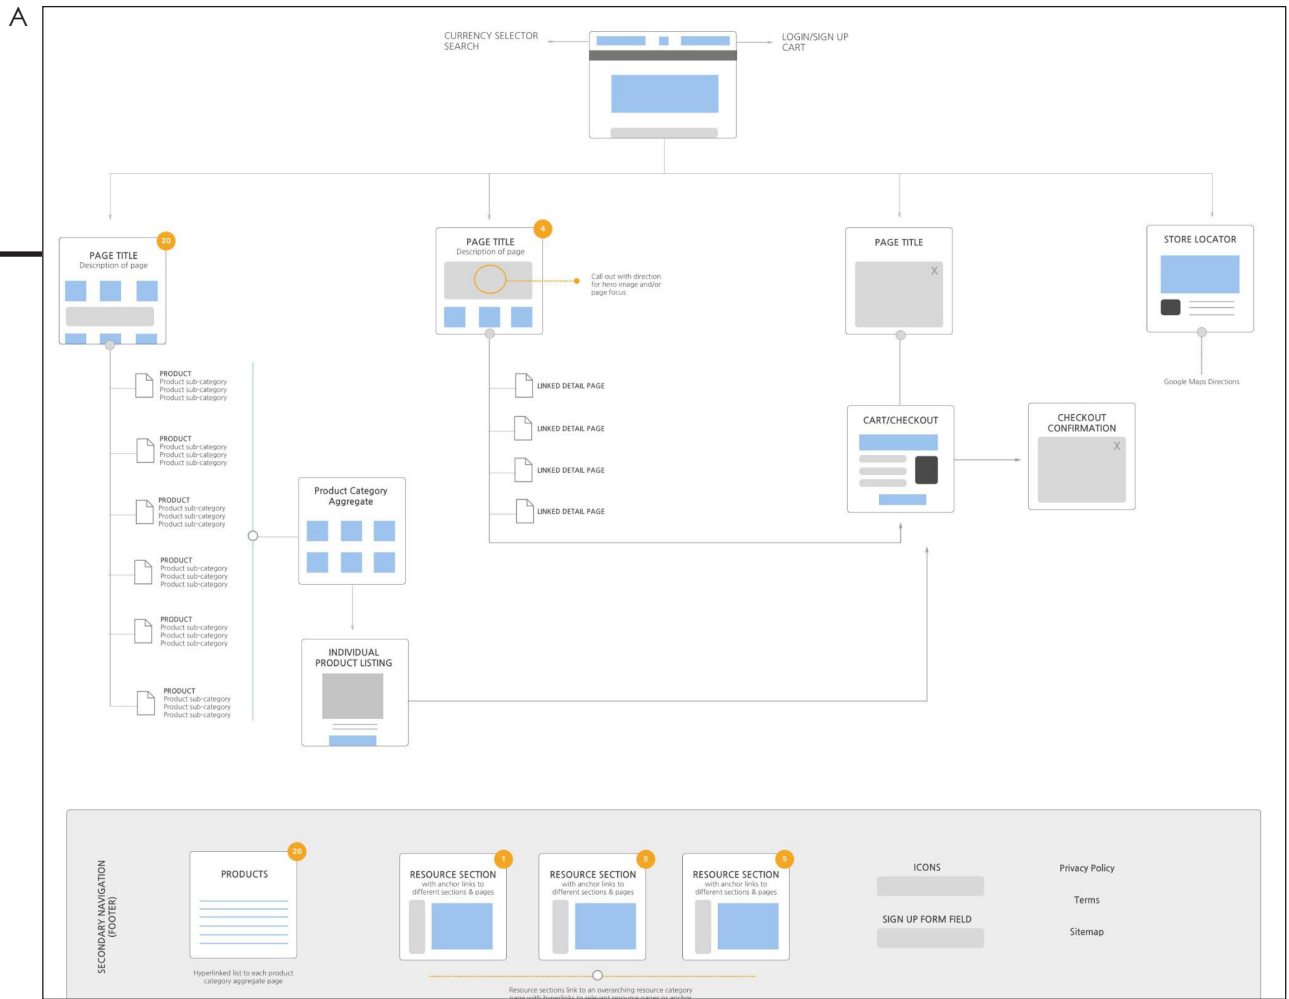 A
CURRENCY SELECTOR
SEARCH
LOGIN/SIGN UP
CART
20
PAGE TITLE
Description of page
4
PAGE TITLE
Description of page
Call out with direction
for hero image and/or
page focus
PAGE TITLE
X
STORE LOCATOR
Google Maps Directions
PRODUCT
Product sub-category
Product sub-category
Product sub-category
PRODUCT
Product sub-category
Product sub-category
Product sub-category
PRODUCT
Product sub-category
Product sub-category
Product sub-category
PRODUCT
Product sub-category
Product sub-category
Product sub-category
PRODUCT
Product sub-category
Product sub-category
Product sub-category
PRODUCT
Product sub-category
Product sub-category
Product sub-category
Product Category
Aggregate
INDIVIDUAL
PRODUCT LISTING
LINKED DETAIL PAGE
LINKED DETAIL PAGE
LINKED DETAIL PAGE
LINKED DETAIL PAGE
CART/CHECKOUT
CHECKOUT
CONFIRMATION
X
SECONDARY NAVIGATION
(FOOTER)
20
PRODUCTS
Hyperlinked list to each product
category aggregate page
1
RESOURCE SECTION
with anchor links to
different sections & pages
5
RESOURCE SECTION
with anchor links to
different sections & pages
5
RESOURCE SECTION
with anchor links to
different sections & pages
Resource sections link to an overarching resource category
page with hyperlinks to relevant resource pages or anchor
ICONS
SIGN UP FORM FIELD
Privacy Policy
Terms
Sitemap